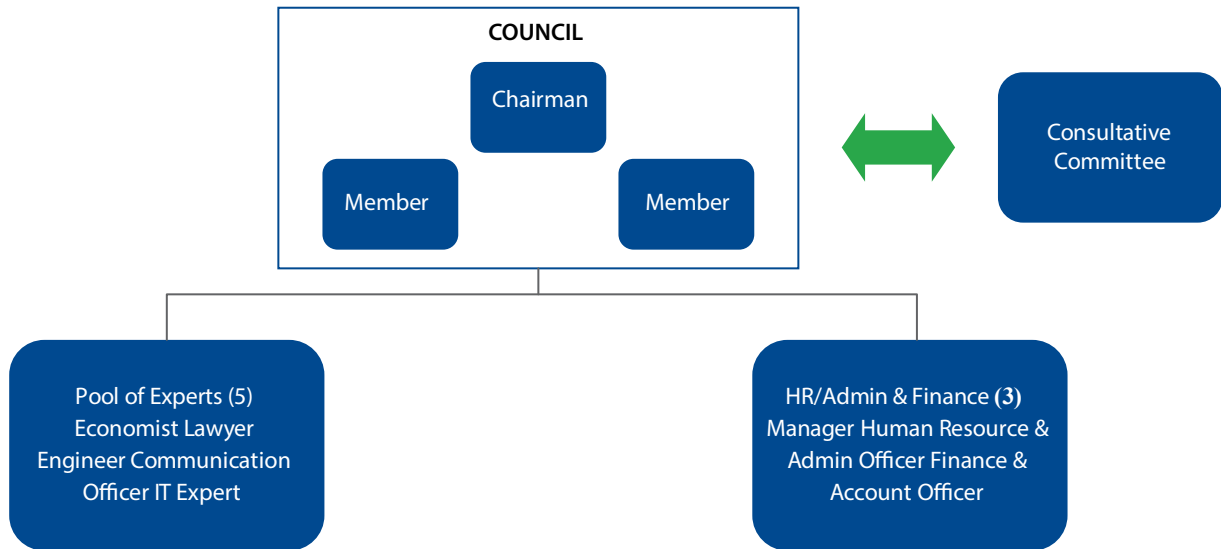 COUNCIL
Chairman
Member
Member
Consultative
Committee
Pool of Experts (5)
Economist Lawyer
Engineer Communication
Officer IT Expert
HR/Admin & Finance (3)
Manager Human Resource &
Admin Officer Finance &
Account Officer